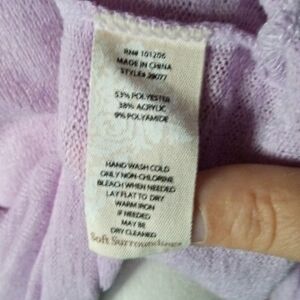 RN# 101206
MADE IN CHINA
STYLE# 29077
53% POLYESTER
38% ACRYLIC
9% POLYAMIDE
HAND WASH COLD
ONLY NON-CHLORINE
BLEACH WHEN NEEDED
LAY FLAT TO DRY
WARM IRON
IF NEEDED
MAY BE
DRY CLEANED
Soft Surroundings